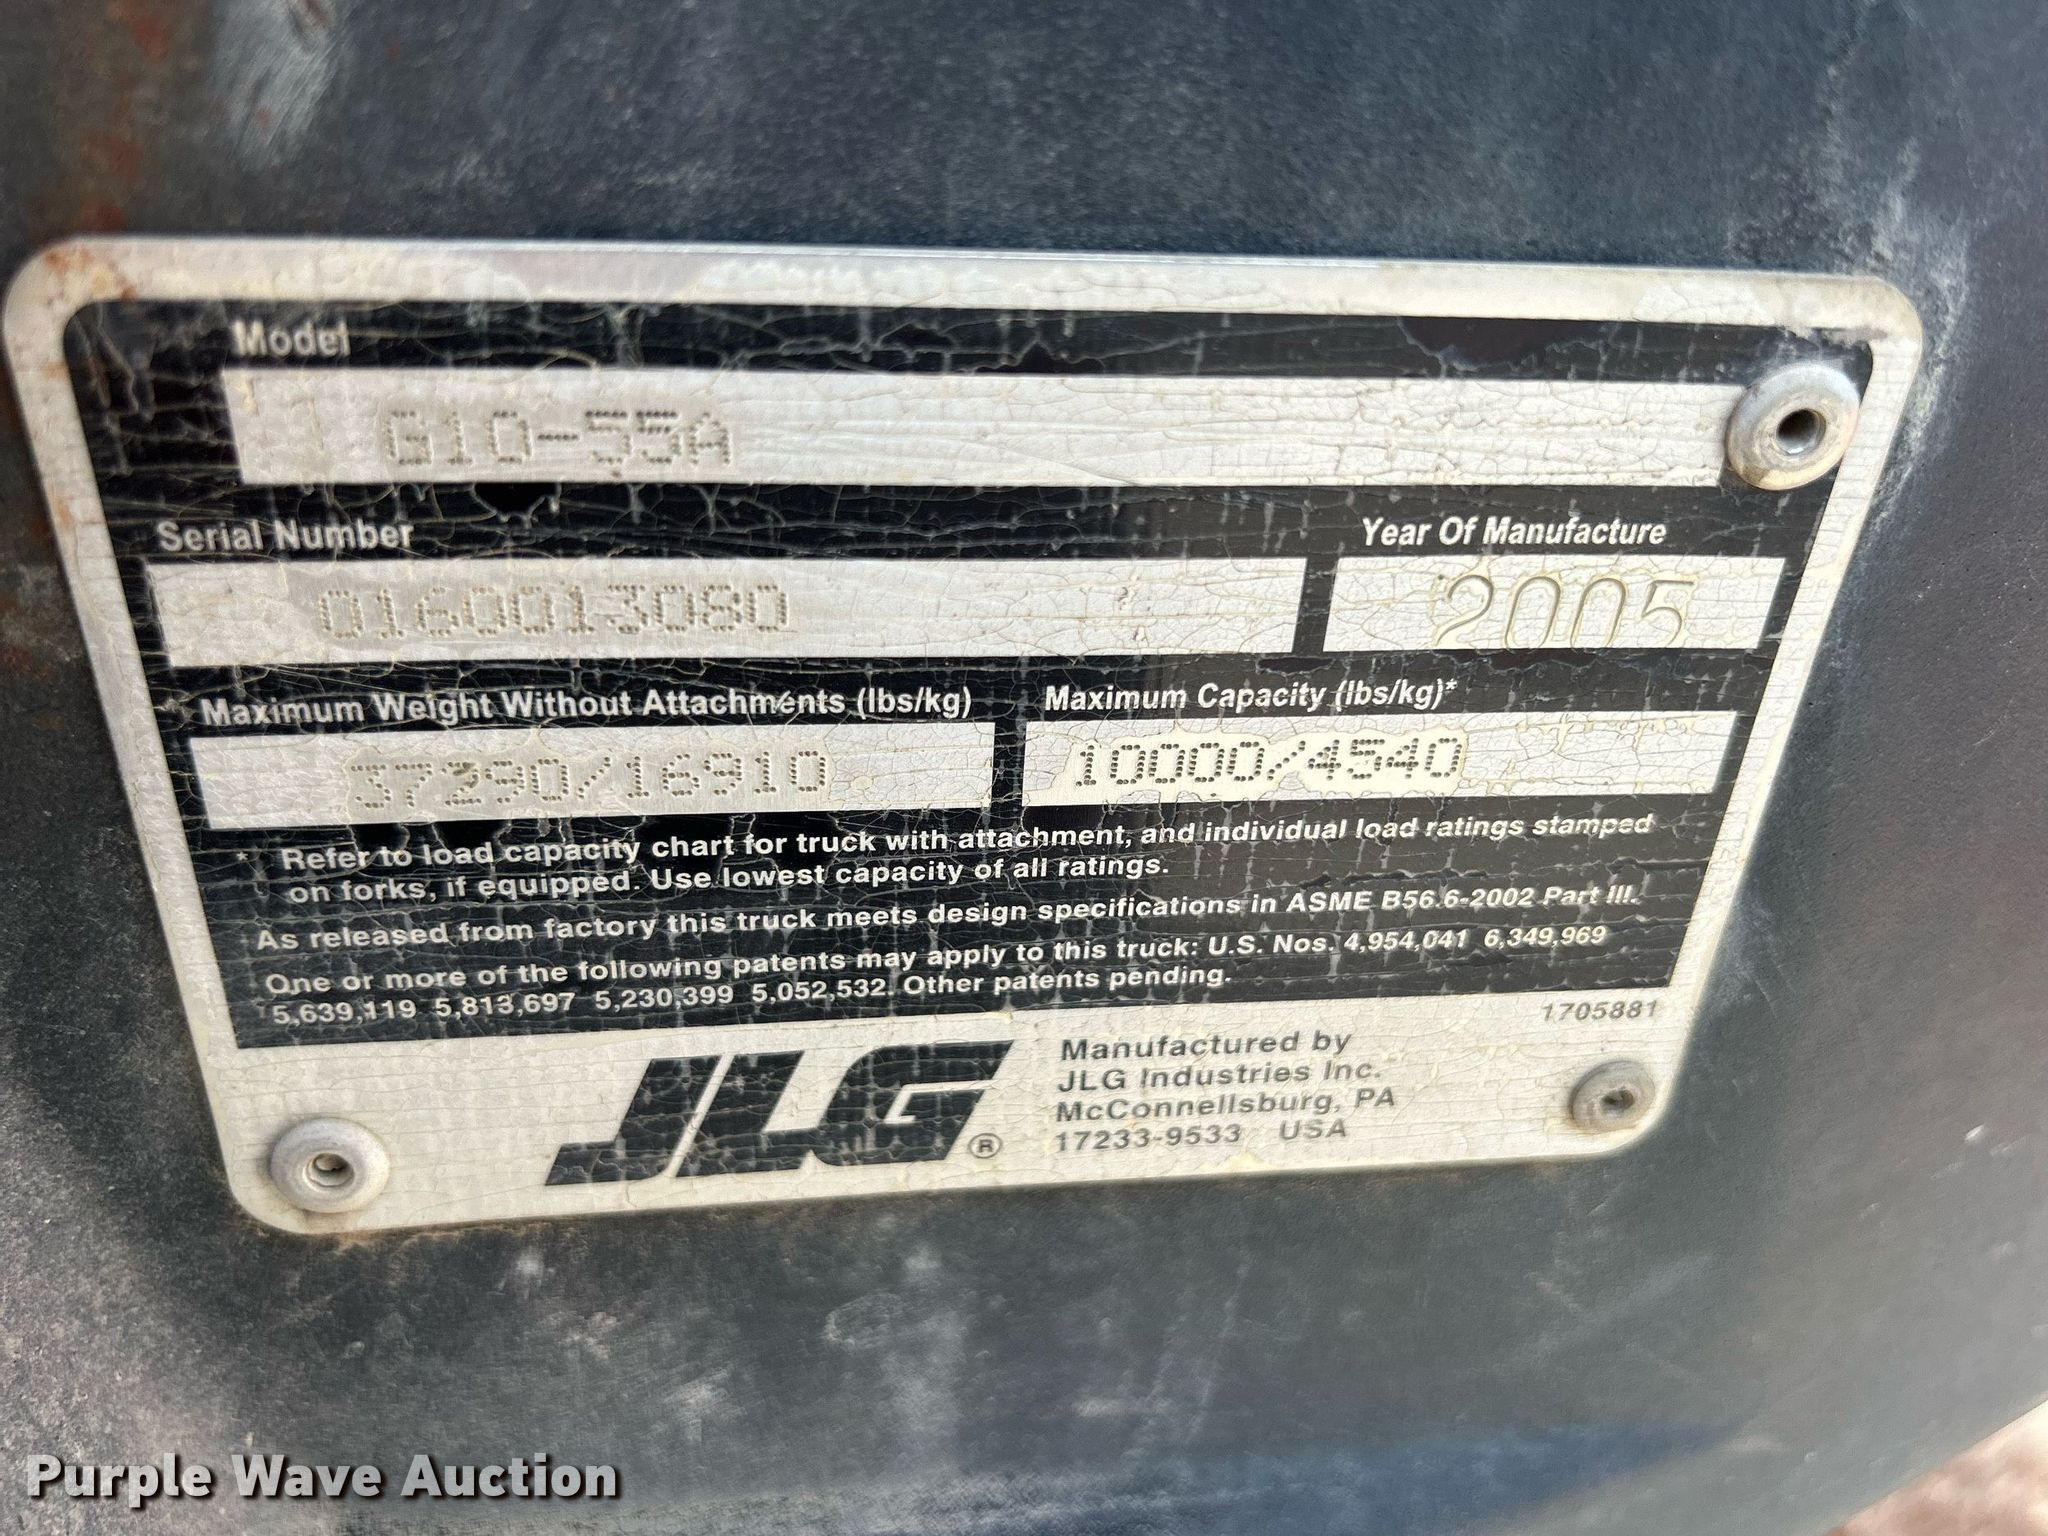 Model
G10-55A
Serial Number
Year Of Manufacture
0160013080
2005
Maximum Weight Without Attachments (lbs/kg)
Maximum Capacity (lbs/kg)*
37290/16910
10000/4540
* Refer to load capacity chart for truck with attachment, and individual load ratings stamped
on forks, if equipped. Use lowest capacity of all ratings.
As released from factory this truck meets design specifications in ASME B56.6-2002 Part III.
One or more of the following patents may apply to this truck: U.S. Nos. 4,954,041 6,349,969
5,639,119 5,813,697 5,230,399 5,052,532. Other patents pending.
1705881
JLG®
Manufactured by
JLG Industries Inc.
McConnellsburg, PA
17233-9533 USA
Purple Wave Auction